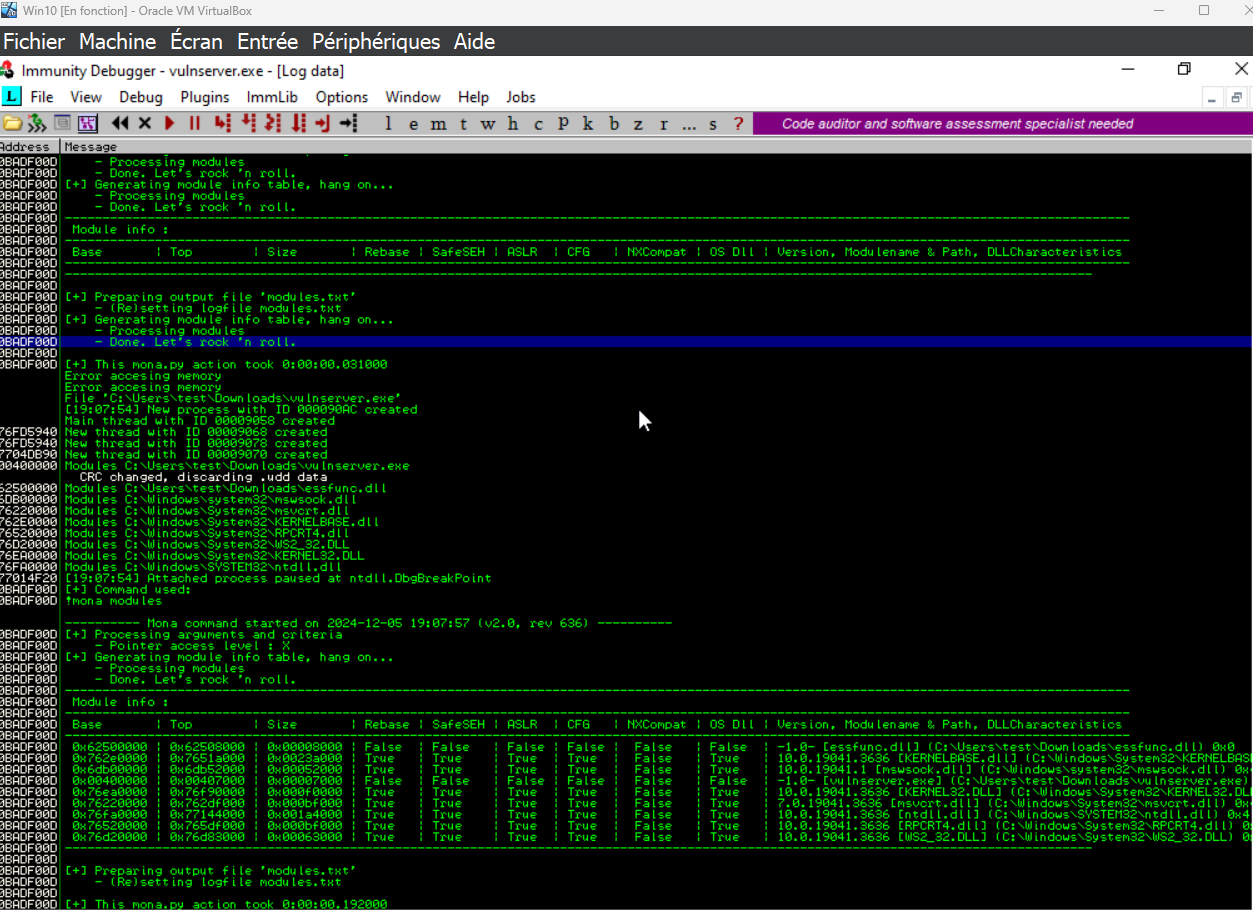 Win10 [En fonction] - Oracle VM VirtualBox
Fichier Machine Écran Entrée Périphériques Aide
Immunity Debugger - vulnserver.exe - [Log data]
L File View Debug Plugins ImmLib Options Window Help Jobs
l e m t w h c P k b z r ... s ? Code auditor and software assessment specialist needed
Address Message
0BADF00D - Processing modules
0BADF00D - Done. Let's rock 'n roll.
0BADF00D [+] Generating module info table, hang on...
0BADF00D - Processing modules
0BADF00D - Done. Let's rock 'n roll.
0BADF00D ----------
0BADF00D Module info :
0BADF00D ----------
0BADF00D Base | Top | Size | Rebase | SafeSEH | ASLR | CFG | NXCompat | OS Dll | Version, Modulename & Path, DLLCharacteristics
0BADF00D ----------
0BADF00D ----------
0BADF00D
0BADF00D [+] Preparing output file 'modules.txt'
0BADF00D - (Re)setting logfile modules.txt
0BADF00D [+] Generating module info table, hang on...
0BADF00D - Processing modules
0BADF00D - Done. Let's rock 'n roll.
0BADF00D
0BADF00D [+] This mona.py action took 0:00:00.031000
Error accesing memory
Error accesing memory
File 'C:\Users\test\Downloads\vulnserver.exe'
[19:07:54] New process with ID 000090AC created
Main thread with ID 00009058 created
76FD5940 New thread with ID 00009068 created
76FD5940 New thread with ID 00009078 created
7704DB90 New thread with ID 00009070 created
00400000 Modules C:\Users\test\Downloads\vulnserver.exe
CRC changed, discarding .udd data
62500000 Modules C:\Users\test\Downloads\essfunc.dll
6DB00000 Modules C:\Windows\system32\mswsock.dll
76220000 Modules C:\Windows\System32\msvcrt.dll
762E0000 Modules C:\Windows\System32\KERNELBASE.dll
76520000 Modules C:\Windows\System32\RPCRT4.dll
76D20000 Modules C:\Windows\System32\WS2_32.DLL
76EA0000 Modules C:\Windows\System32\KERNEL32.DLL
76FA0000 Modules C:\Windows\SYSTEM32\ntdll.dll
77014F20 [19:07:54] Attached process paused at ntdll.DbgBreakPoint
0BADF00D [+] Command used:
0BADF00D !mona modules
---------- Mona command started on 2024-12-05 19:07:57 (v2.0, rev 636) ----------
0BADF00D [+] Processing arguments and criteria
0BADF00D - Pointer access level : X
0BADF00D [+] Generating module info table, hang on...
0BADF00D - Processing modules
0BADF00D - Done. Let's rock 'n roll.
0BADF00D ----------
0BADF00D Module info :
0BADF00D ----------
0BADF00D Base | Top | Size | Rebase | SafeSEH | ASLR | CFG | NXCompat | OS Dll | Version, Modulename & Path, DLLCharacteristics
0BADF00D ----------
0BADF00D 0x62500000 | 0x62508000 | 0x00008000 | False | False | False | False | False | False | -1.0- [essfunc.dll] (C:\Users\test\Downloads\essfunc.dll) 0x0
0BADF00D 0x762e0000 | 0x7651a000 | 0x0023a000 | True | True | True | True | False | True | 10.0.19041.3636 [KERNELBASE.dll] (C:\Windows\System32\KERNELBAS
0BADF00D 0x6db00000 | 0x6db52000 | 0x00052000 | True | True | True | True | False | True | 10.0.19041.1 [mswsock.dll] (C:\Windows\system32\mswsock.dll) 0x
0BADF00D 0x00400000 | 0x00407000 | 0x00007000 | False | False | False | False | False | False | -1.0- [vulnserver.exe] (C:\Users\test\Downloads\vulnserver.exe)
0BADF00D 0x76ea0000 | 0x76f90000 | 0x000f0000 | True | True | True | True | False | True | 10.0.19041.3636 [KERNEL32.DLL] (C:\Windows\System32\KERNEL32.DL
0BADF00D 0x76220000 | 0x762df000 | 0x000bf000 | True | True | True | True | False | True | 7.0.19041.3636 [msvcrt.dll] (C:\Windows\System32\msvcrt.dll) 0x
0BADF00D 0x76fa0000 | 0x77144000 | 0x001a4000 | True | True | True | True | False | True | 10.0.19041.3636 [ntdll.dll] (C:\Windows\SYSTEM32\ntdll.dll) 0x4
0BADF00D 0x76520000 | 0x765df000 | 0x000bf000 | True | True | True | True | False | True | 10.0.19041.3636 [RPCRT4.dll] (C:\Windows\System32\RPCRT4.dll) 0
0BADF00D 0x76d20000 | 0x76d83000 | 0x00063000 | True | True | True | True | False | True | 10.0.19041.3636 [WS2_32.DLL] (C:\Windows\System32\WS2_32.DLL) 0
0BADF00D ----------
0BADF00D
0BADF00D [+] Preparing output file 'modules.txt'
0BADF00D - (Re)setting logfile modules.txt
0BADF00D
0BADF00D [+] This mona.py action took 0:00:00.192000